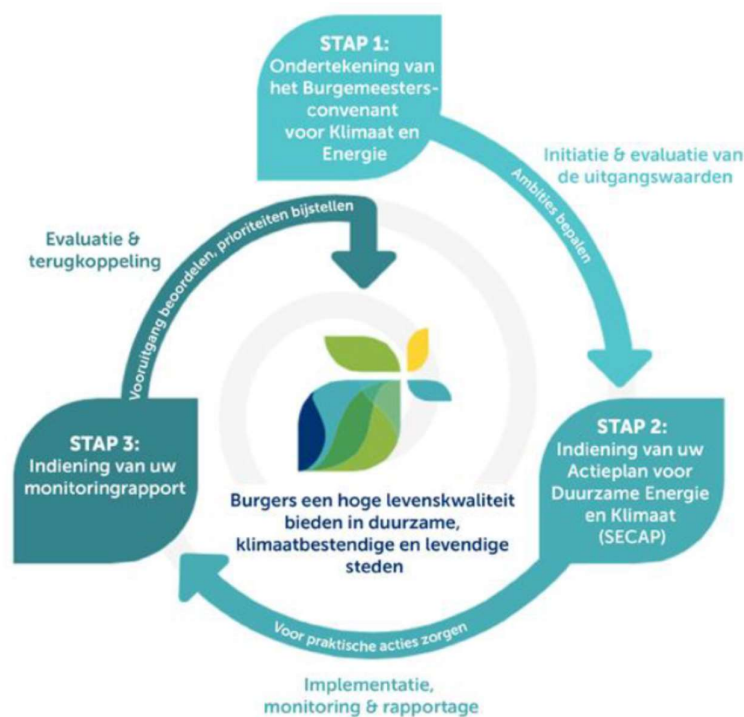 STAP 1:
Ondertekening van
het Burgemeesters-
convenant
voor Klimaat en
Energie
Ambities bepalen
Initiatie & evaluatie van
de uitgangswaarden
STAP 2:
Indiening van uw
Actieplan voor
Duurzame Energie
en Klimaat
(SECAP)
Voor praktische acties zorgen
Implementatie,
monitoring & rapportage
STAP 3:
Indiening van uw
monitoringrapport
Vooruitgang beoordelen, prioriteiten bijstellen
Evaluatie &
terugkoppeling
Burgers een hoge levenskwaliteit
bieden in duurzame,
klimaatbestendige en levendige
steden